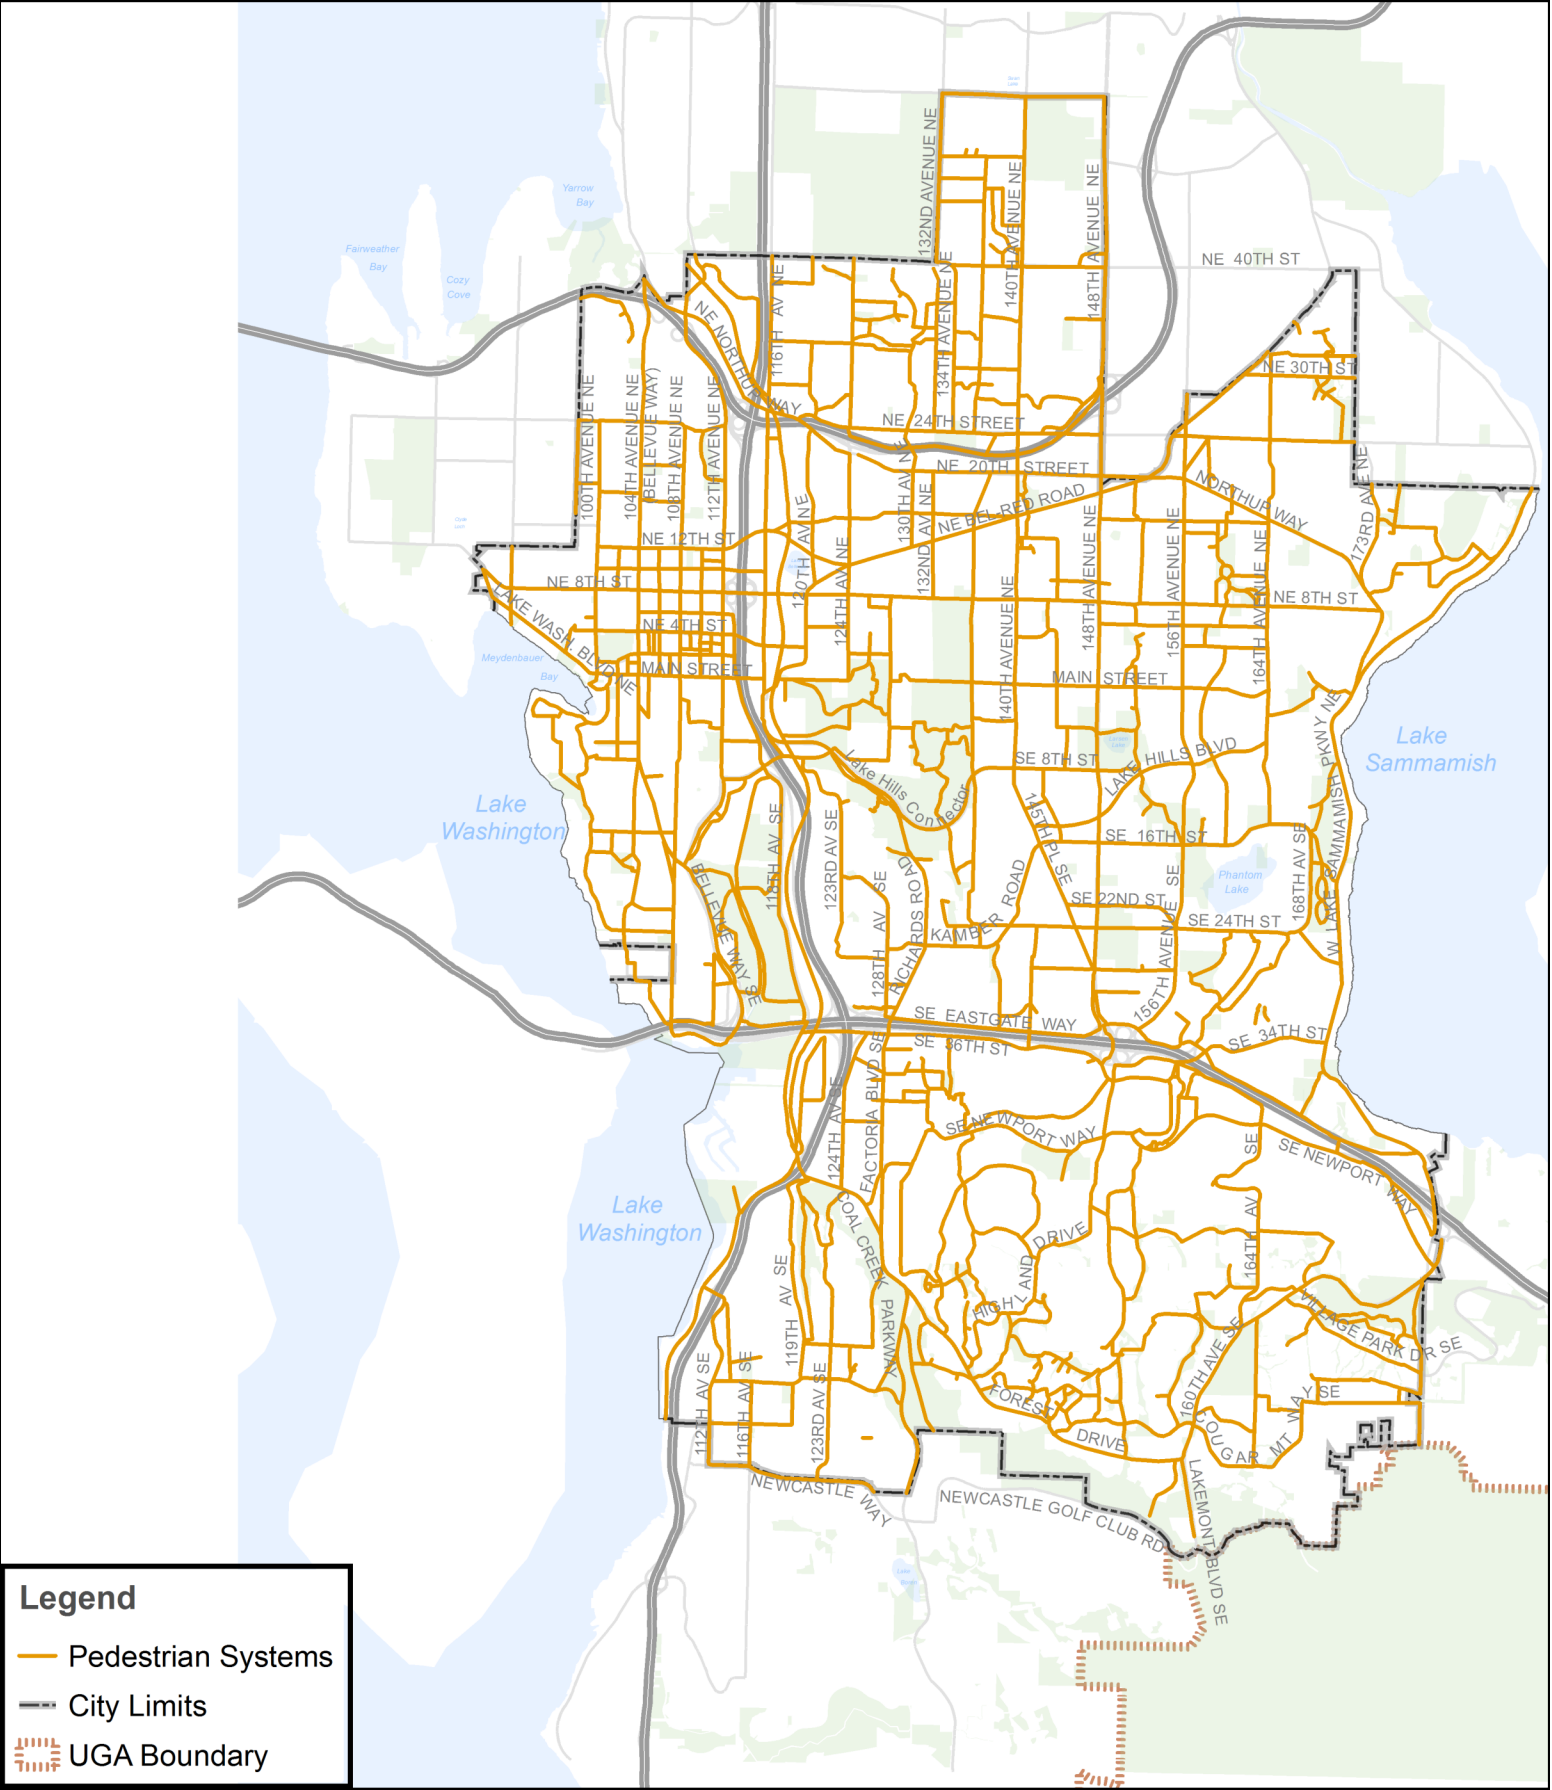 Yarrow
Bay
Fairweather
Bay
Cozy
Cove
132ND AVENUE NE
140TH AVENUE NE
148TH AVENUE NE
NE 40TH ST
116TH AV NE
134TH AVENUE NE
NE NORTHUP WAY
NE 30TH ST
100TH AVENUE NE
104TH AVENUE NE
(BELLEVUE WAY)
108TH AVENUE NE
112TH AVENUE NE
NE 24TH STREET
NE 20TH STREET
130TH AV NE
132ND AV NE
NE BEL-RED ROAD
NORTHUP WAY
173RD AVE NE
NE 12TH ST
120TH AV NE
124TH AV NE
148TH AVENUE NE
156TH AVENUE NE
164TH AVENUE NE
NE 8TH ST
NE 8TH ST
LAKE WASH. BLVD NE
NE 4TH ST
140TH AVENUE NE
Meydenbauer
Bay
MAIN STREET
MAIN STREET
Lake
Sammamish
W LAKE SAMMAMISH PKWY NE
SE 8TH ST
LAKE HILLS BLVD
Lake Hills Connector
Lake
Washington
118TH AV SE
123RD AV SE
145TH PL SE
SE 16TH ST
Phantom
Lake
168TH AV SE
BELLEVUE WAY SE
128TH AV SE
RICHARDS ROAD
KAMBER ROAD
SE 22ND ST
SE 24TH ST
156TH AVENUE SE
SE EASTGATE WAY
SE 36TH ST
SE 34TH ST
124TH AV SE
FACTORIA BLVD SE
SE NEWPORT WAY
SE NEWPORT WAY
164TH AV SE
Lake
Washington
COAL CREEK PARKWAY
HIGHLAND DRIVE
119TH AV SE
VILLAGE PARK DR SE
160TH AVE SE
112TH AV SE
116TH AV SE
123RD AV SE
FOREST DRIVE
COUGAR MT WAY SE
NEWCASTLE WAY
NEWCASTLE GOLF CLUB RD
LAKEMONT BLVD SE
Legend
Pedestrian Systems
City Limits
UGA Boundary